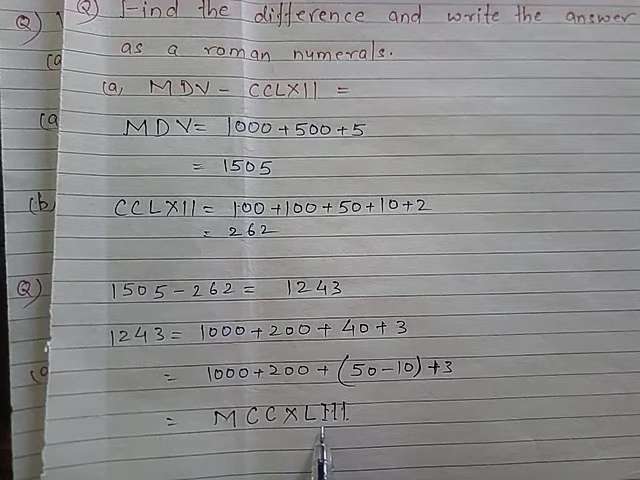 Q) Find the difference and write the answer
as a roman numerals.
(a, MDV - CCLXII =
MDV = 1000 + 500 + 5
= 1505
CCLXII = 100 + 100 + 50 + 10 + 2
= 262
1505 - 262 = 1243
1243 = 1000 + 200 + 40 + 3
= 1000 + 200 + (50 - 10) + 3
= MCCXLIII.
Q)
(a
(a
(b)
Q)